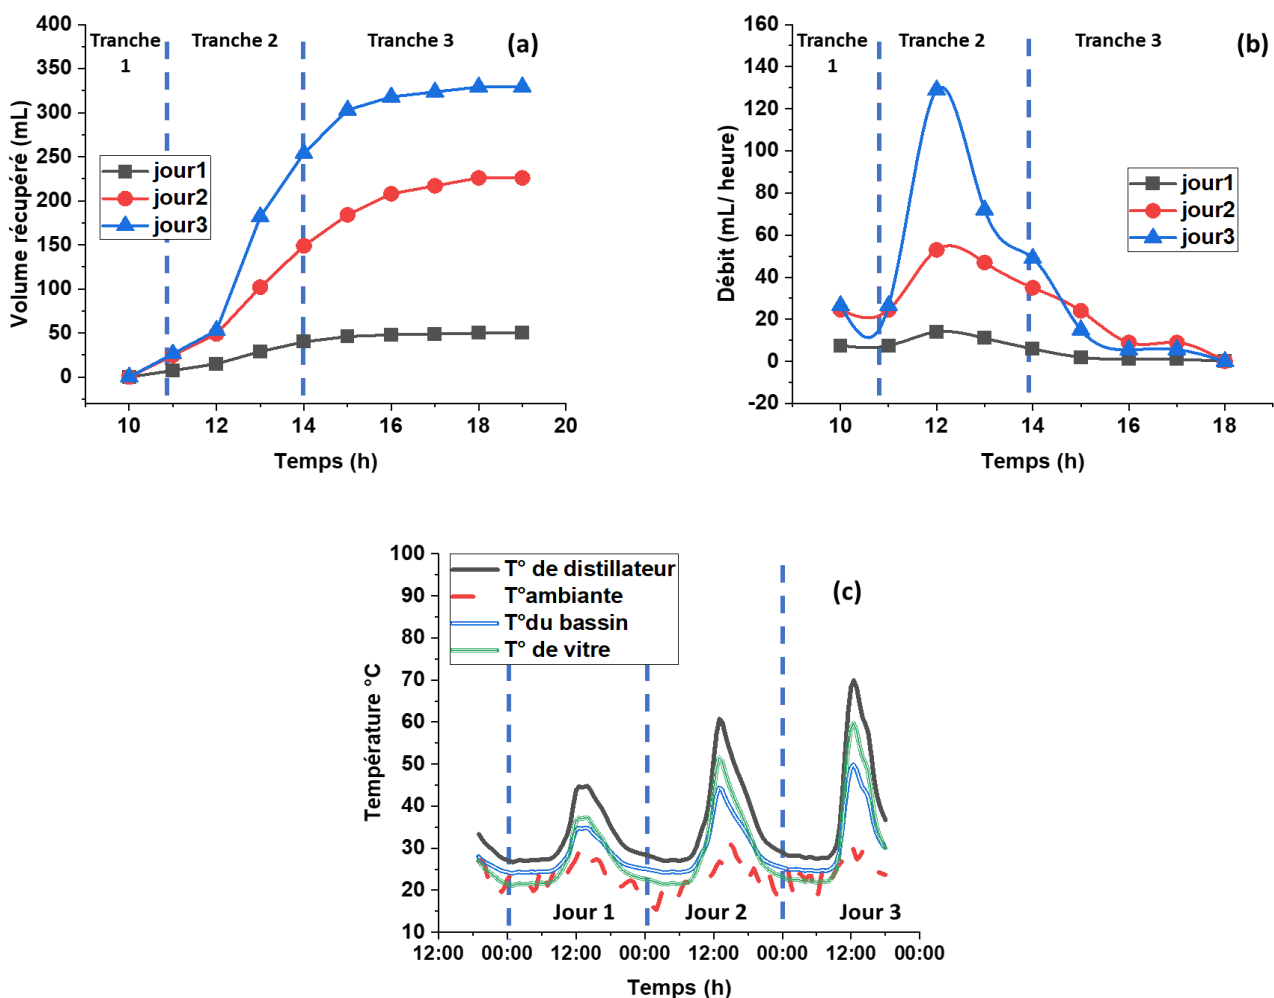 400
350
300
250
200
150
100
50
0
Volume récupéré (mL)
Tranche
1
Tranche 2
Tranche 3
(a)
jour1
jour2
jour3
10
12
14
16
18
20
Temps (h)
160
140
120
100
80
60
40
20
0
-20
Débit (mL/ heure)
Tranche
1
Tranche 2
Tranche 3
(b)
jour1
jour2
jour3
10
12
14
16
18
Temps (h)
100
90
80
70
60
50
40
30
20
10
Température °C
T° de distillateur
T°ambiante
T°du bassin
T° de vitre
(c)
Jour 1
Jour 2
Jour 3
12:00
00:00
12:00
00:00
12:00
00:00
12:00
00:00
Temps (h)